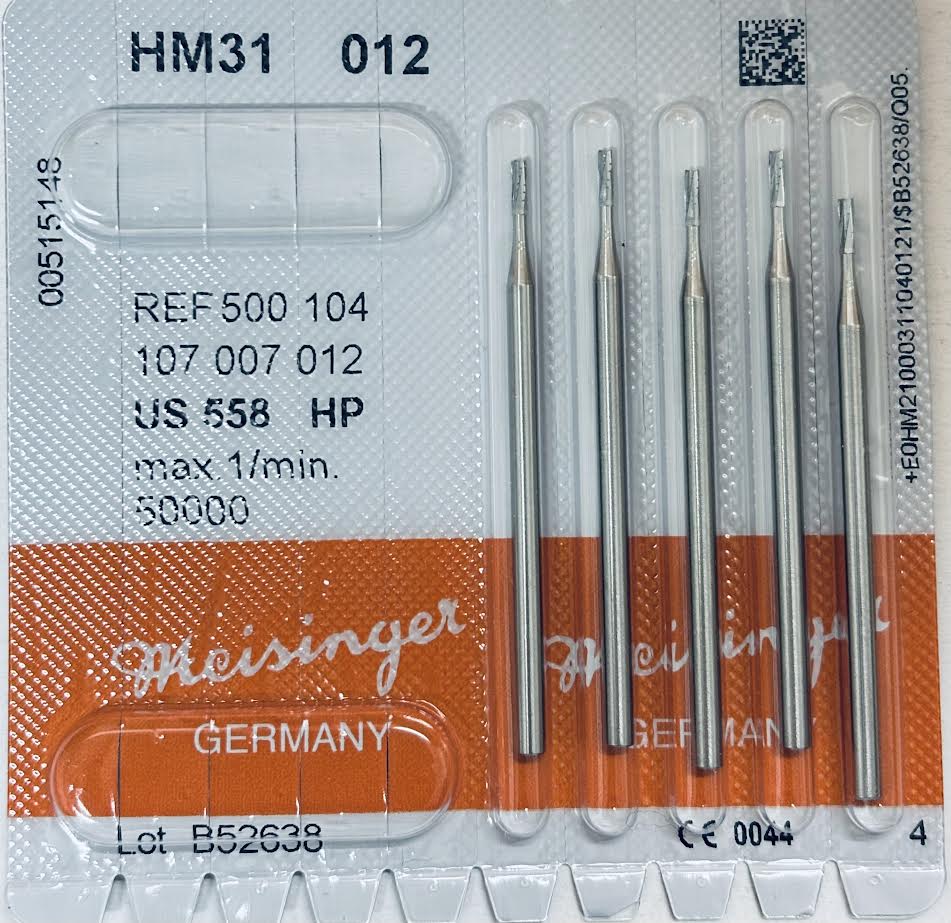 HM31 012
00515148
REF 500 104
107 007 012
US 558 HP
max.1/min.
50000
+E0HM21000311040121/$B52638/Q05.
Meisinger
GERMANY
Meisinger
GERMANY
Lot B52638
CE 0044
4